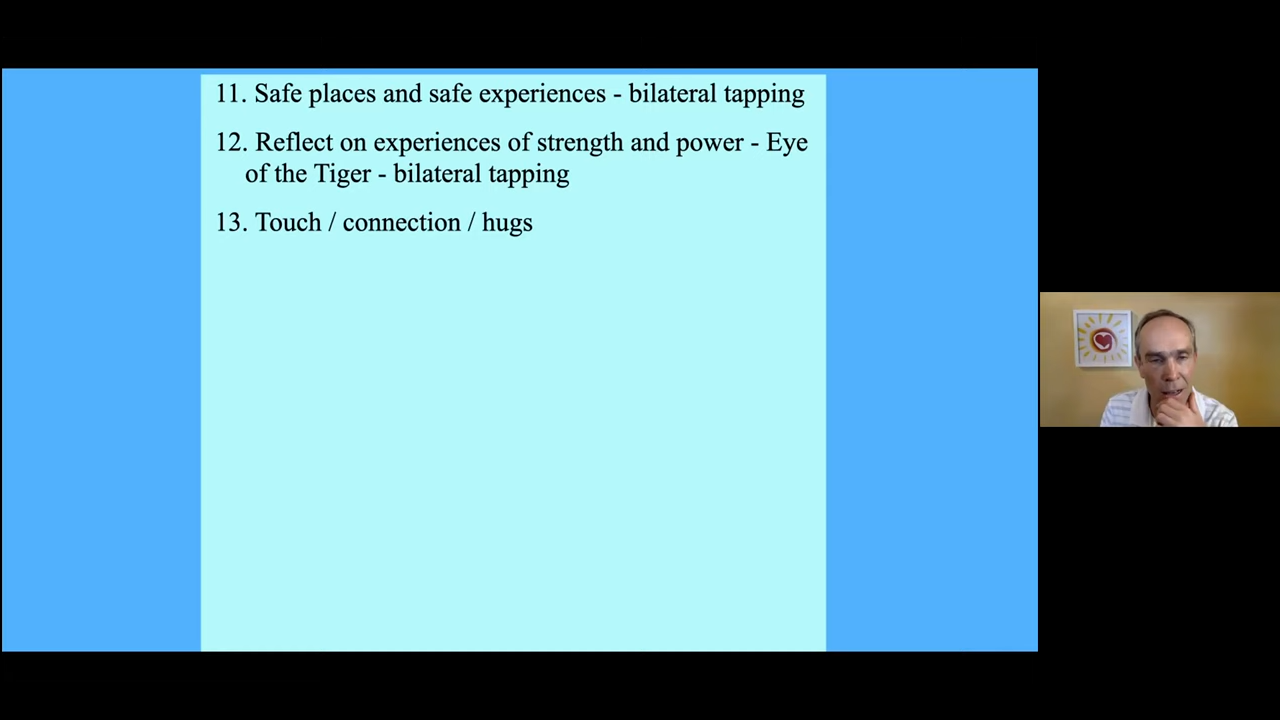 11. Safe places and safe experiences - bilateral tapping
12. Reflect on experiences of strength and power - Eye
of the Tiger - bilateral tapping
13. Touch / connection / hugs